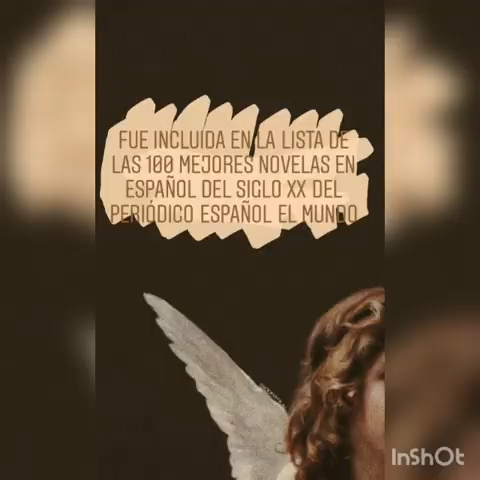 FUE INCLUIDA EN LA LISTA DE
LAS 100 MEJORES NOVELAS EN
ESPAÑOL DEL SIGLO XX DEL
PERIÓDICO ESPAÑOL EL MUNDO
InShOt